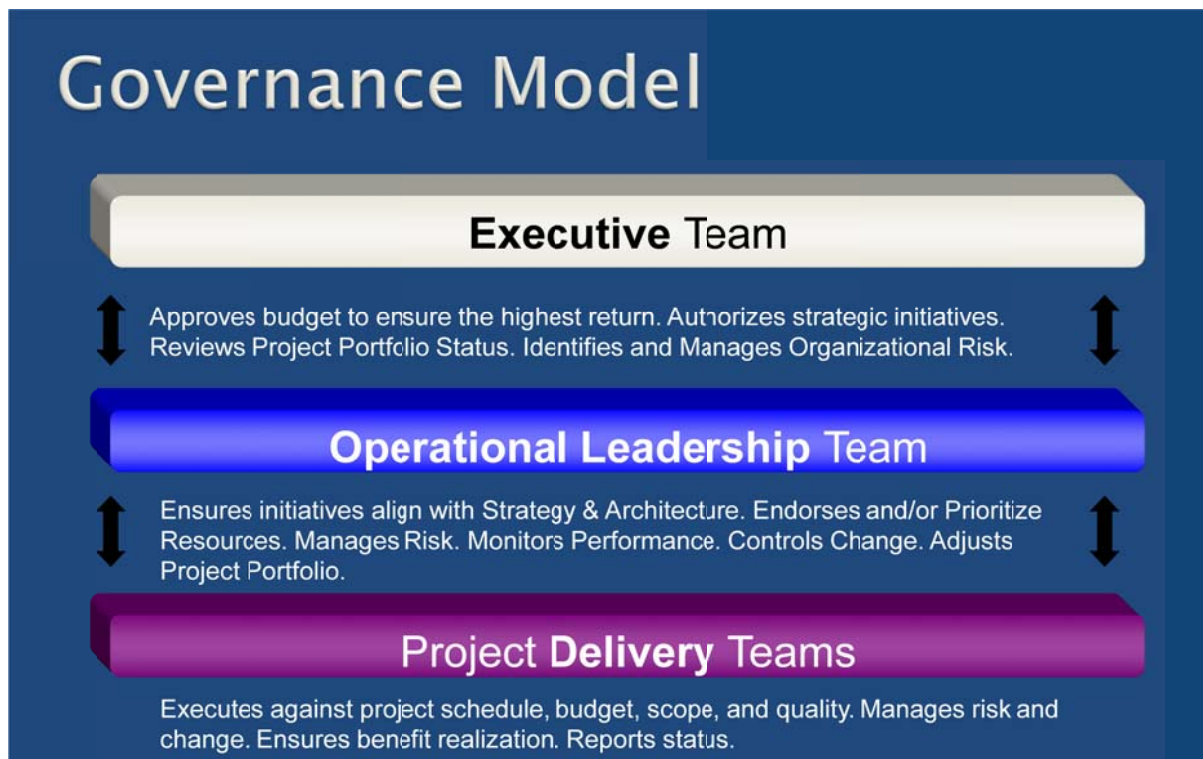 Governance Model
Executive Team
Approves budget to ensure the highest return. Authorizes strategic initiatives.
Reviews Project Portfolio Status. Identifies and Manages Organizational Risk.
Operational Leadership Team
Ensures initiatives align with Strategy & Architecture. Endorses and/or Prioritize
Resources. Manages Risk. Monitors Performance. Controls Change. Adjusts
Project Portfolio.
Project Delivery Teams
Executes against project schedule, budget, scope, and quality. Manages risk and
change. Ensures benefit realization. Reports status.